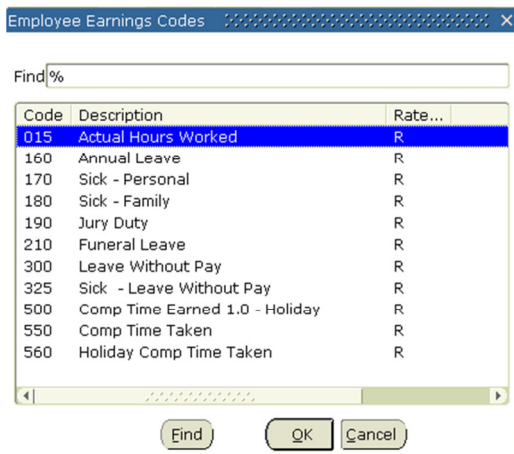 Employee Earnings Codes
Find %
Code Description Rate...
015 Actual Hours Worked R
160 Annual Leave R
170 Sick - Personal R
180 Sick - Family R
190 Jury Duty R
210 Funeral Leave R
300 Leave Without Pay R
325 Sick - Leave Without Pay R
500 Comp Time Earned 1.0 - Holiday R
550 Comp Time Taken R
560 Holiday Comp Time Taken R
Find OK Cancel